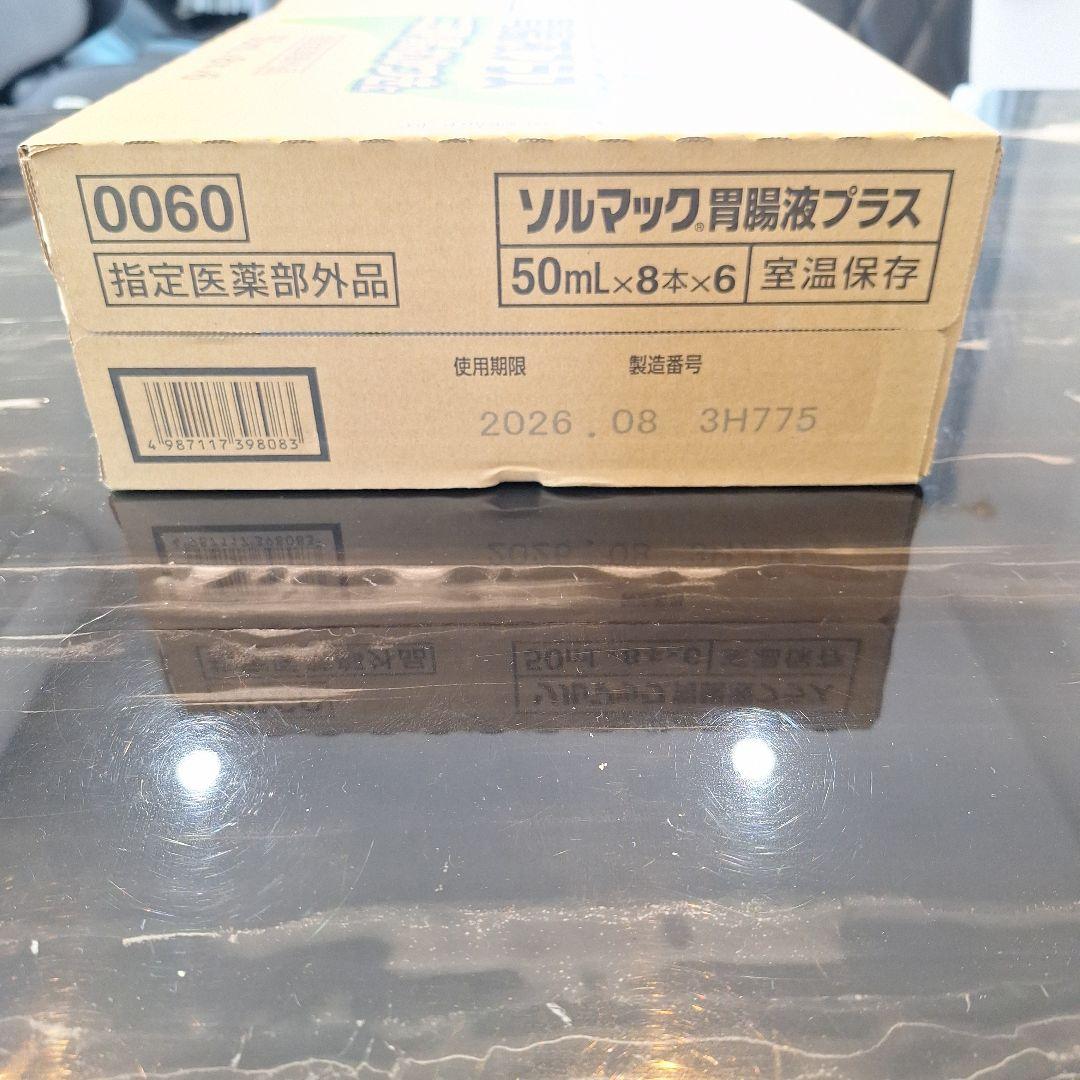 0060
指定医薬部外品
ソルマック®胃腸液プラス
50mL×8本×6
室温保存
使用期限 製造番号
2026.08 3H775
4987117398083